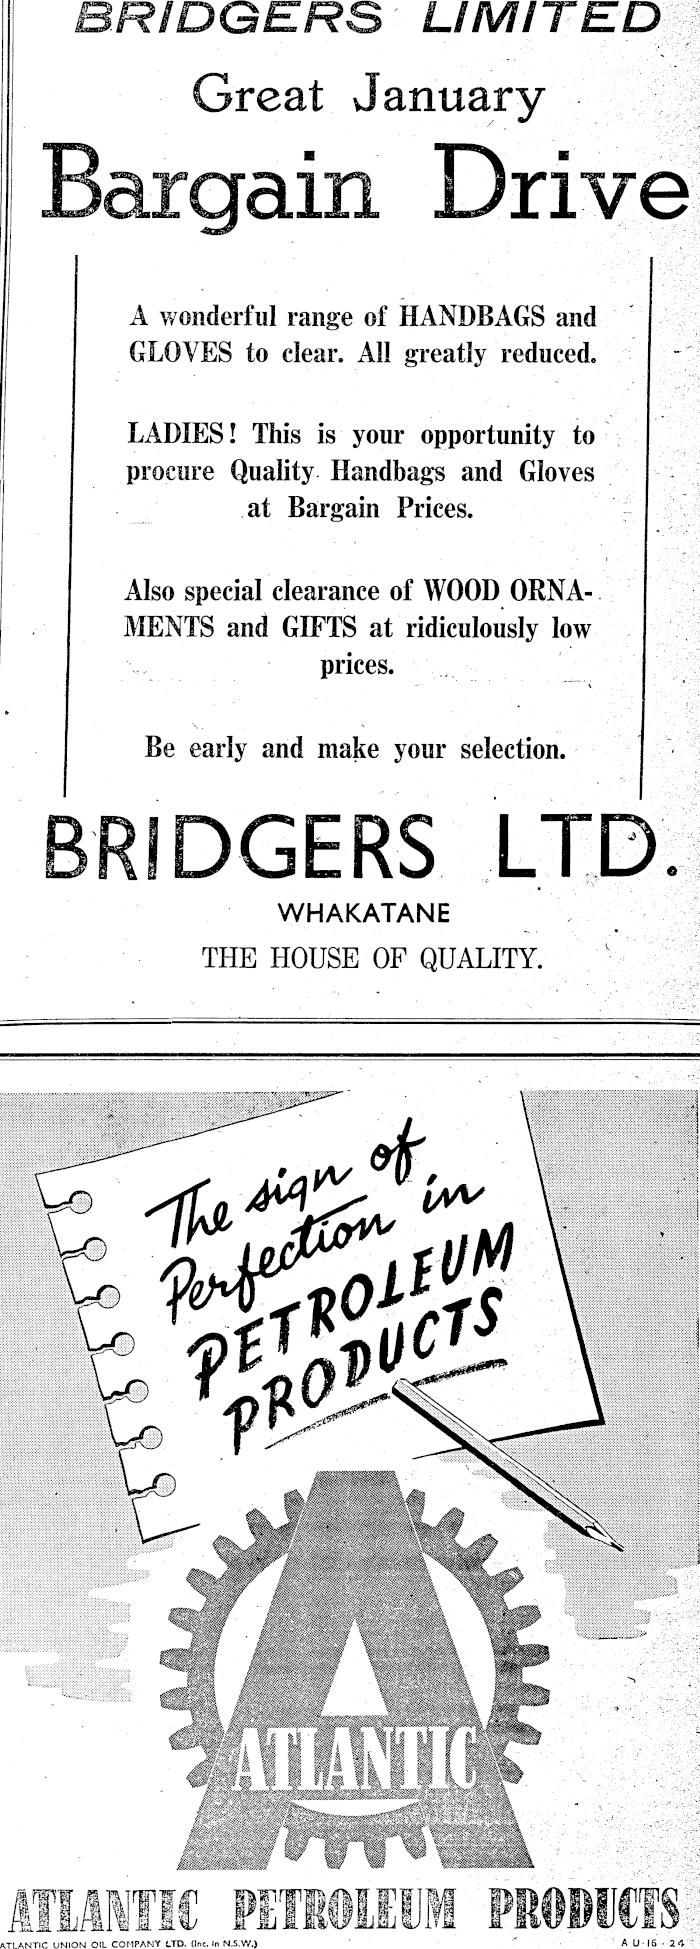 BRIDGERS LIMITED
Great January
Bargain Drive
A wonderful range of HANDBAGS and
GLOVES to clear. All greatly reduced.
LADIES! This is your opportunity to
procure Quality Handbags and Gloves
at Bargain Prices.
Also special clearance of WOOD ORNA-
MENTS and GIFTS at ridiculously low
prices.
Be early and make your selection.
BRIDGERS LTD.
WHAKATANE
THE HOUSE OF QUALITY.
The sign of
Perfection in
PETROLEUM
PRODUCTS
ATLANTIC
ATLANTIC PETROLEUM PRODUCTS
ATLANTIC UNION OIL COMPANY LTD. (Inc. in N.S.W.) AU·16·24